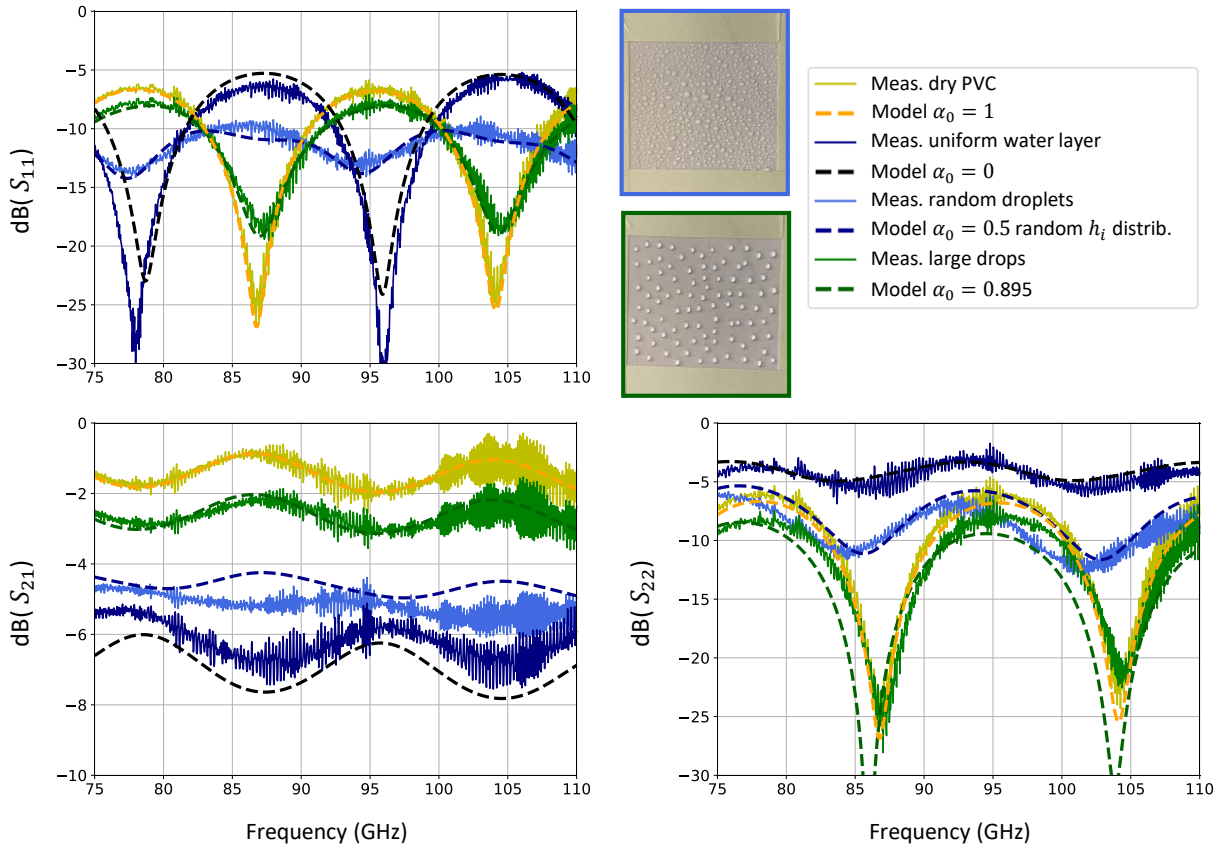 0
−5
−10
−15
−20
−25
−30
75 80 85 90 95 100 105 110
dB( S₁₁)
Meas. dry PVC
Model α₀ = 1
Meas. uniform water layer
Model α₀ = 0
Meas. random droplets
Model α₀ = 0.5 random hᵢ distrib.
Meas. large drops
Model α₀ = 0.895
0
−2
−4
−6
−8
−10
75 80 85 90 95 100 105 110
dB( S₂₁)
Frequency (GHz)
0
−5
−10
−15
−20
−25
−30
75 80 85 90 95 100 105 110
dB( S₂₂)
Frequency (GHz)